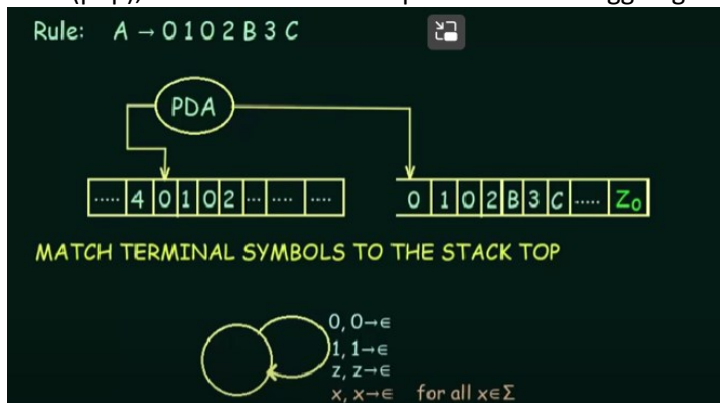 Rule: A → 0 1 0 2 B 3 C
PDA
..... 4 0 1 0 2 ... .... ....
0 1 0 2 B 3 C ..... Z₀
MATCH TERMINAL SYMBOLS TO THE STACK TOP
0, 0→∈
1, 1→∈
z, z→∈
x, x→∈ for all x∈Σ